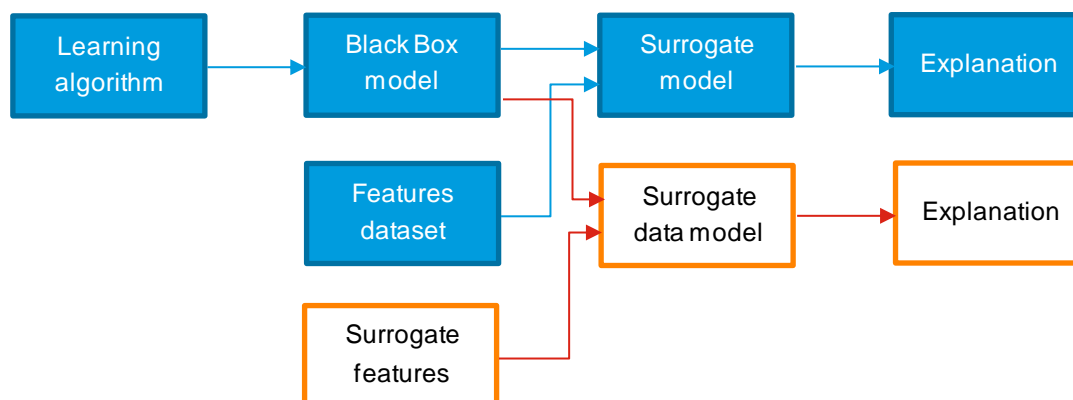 Learning
algorithm
Black Box
model
Surrogate
model
Explanation
Features
dataset
Surrogate
data model
Explanation
Surrogate
features